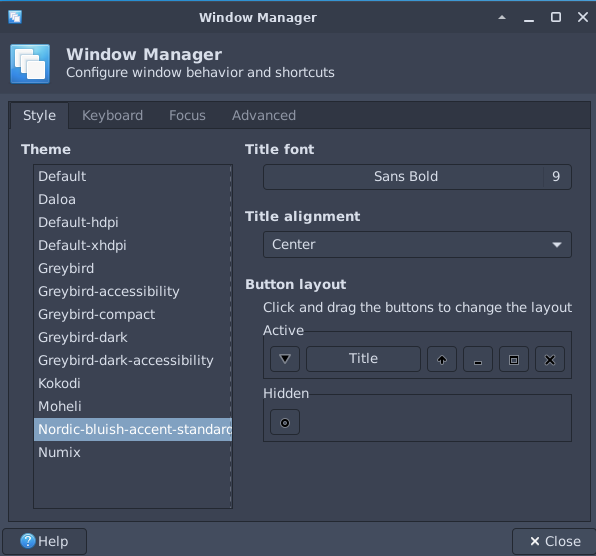 Window Manager
Window Manager
Configure window behavior and shortcuts
Style Keyboard Focus Advanced
Theme
Default
Daloa
Default-hdpi
Default-xhdpi
Greybird
Greybird-accessibility
Greybird-compact
Greybird-dark
Greybird-dark-accessibility
Kokodi
Moheli
Nordic-bluish-accent-standard
Numix
Title font
Sans Bold 9
Title alignment
Center
Button layout
Click and drag the buttons to change the layout
Active
Title
Hidden
Help
Close